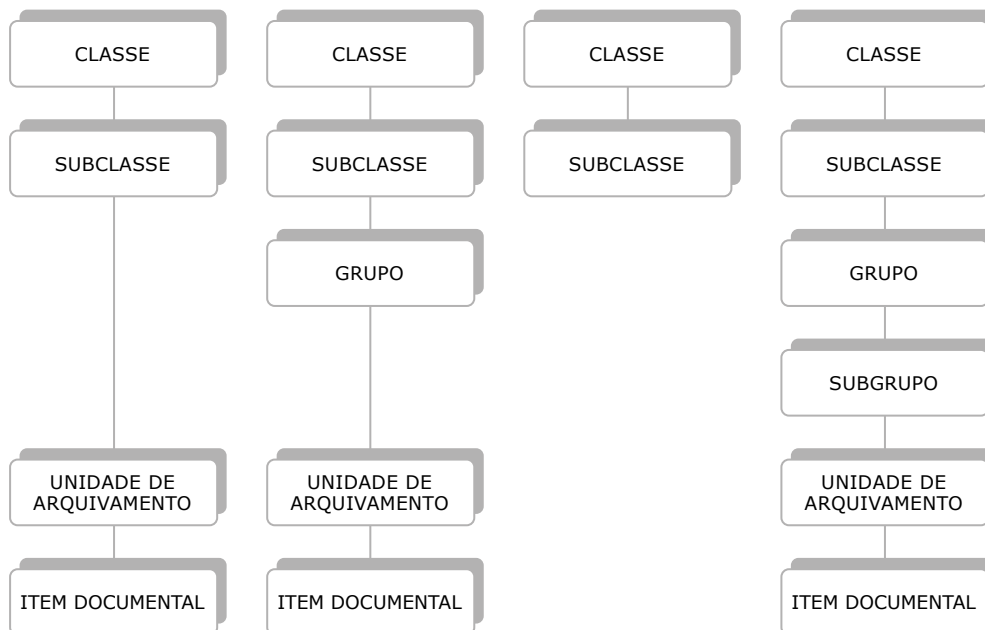 CLASSE
CLASSE
CLASSE
CLASSE
SUBCLASSE
SUBCLASSE
SUBCLASSE
SUBCLASSE
GRUPO
GRUPO
SUBGRUPO
UNIDADE DE
ARQUIVAMENTO
UNIDADE DE
ARQUIVAMENTO
UNIDADE DE
ARQUIVAMENTO
ITEM DOCUMENTAL
ITEM DOCUMENTAL
ITEM DOCUMENTAL